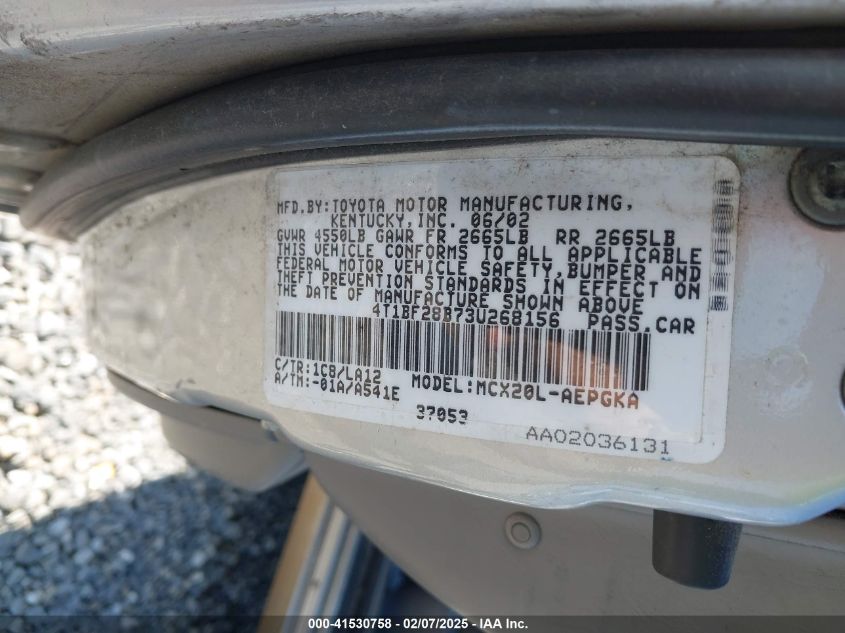 MFD.BY:TOYOTA MOTOR MANUFACTURING,
KENTUCKY,INC. 06/02
GVWR 4550LB GAWR FR 2665LB RR 2665LB
THIS VEHICLE CONFORMS TO ALL APPLICABLE
FEDERAL MOTOR VEHICLE SAFETY,BUMPER AND
THEFT PREVENTION STANDARDS IN EFFECT ON
THE DATE OF MANUFACTURE SHOWN ABOVE
4T1BF28B73U268156 PASS.CAR
C/TR:1C8/LA12
A/TM:-01A/A541E MODEL:MCX20L-AEPGKA
37053
AA02036131
000-41530758 - 02/07/2025 - IAA Inc.